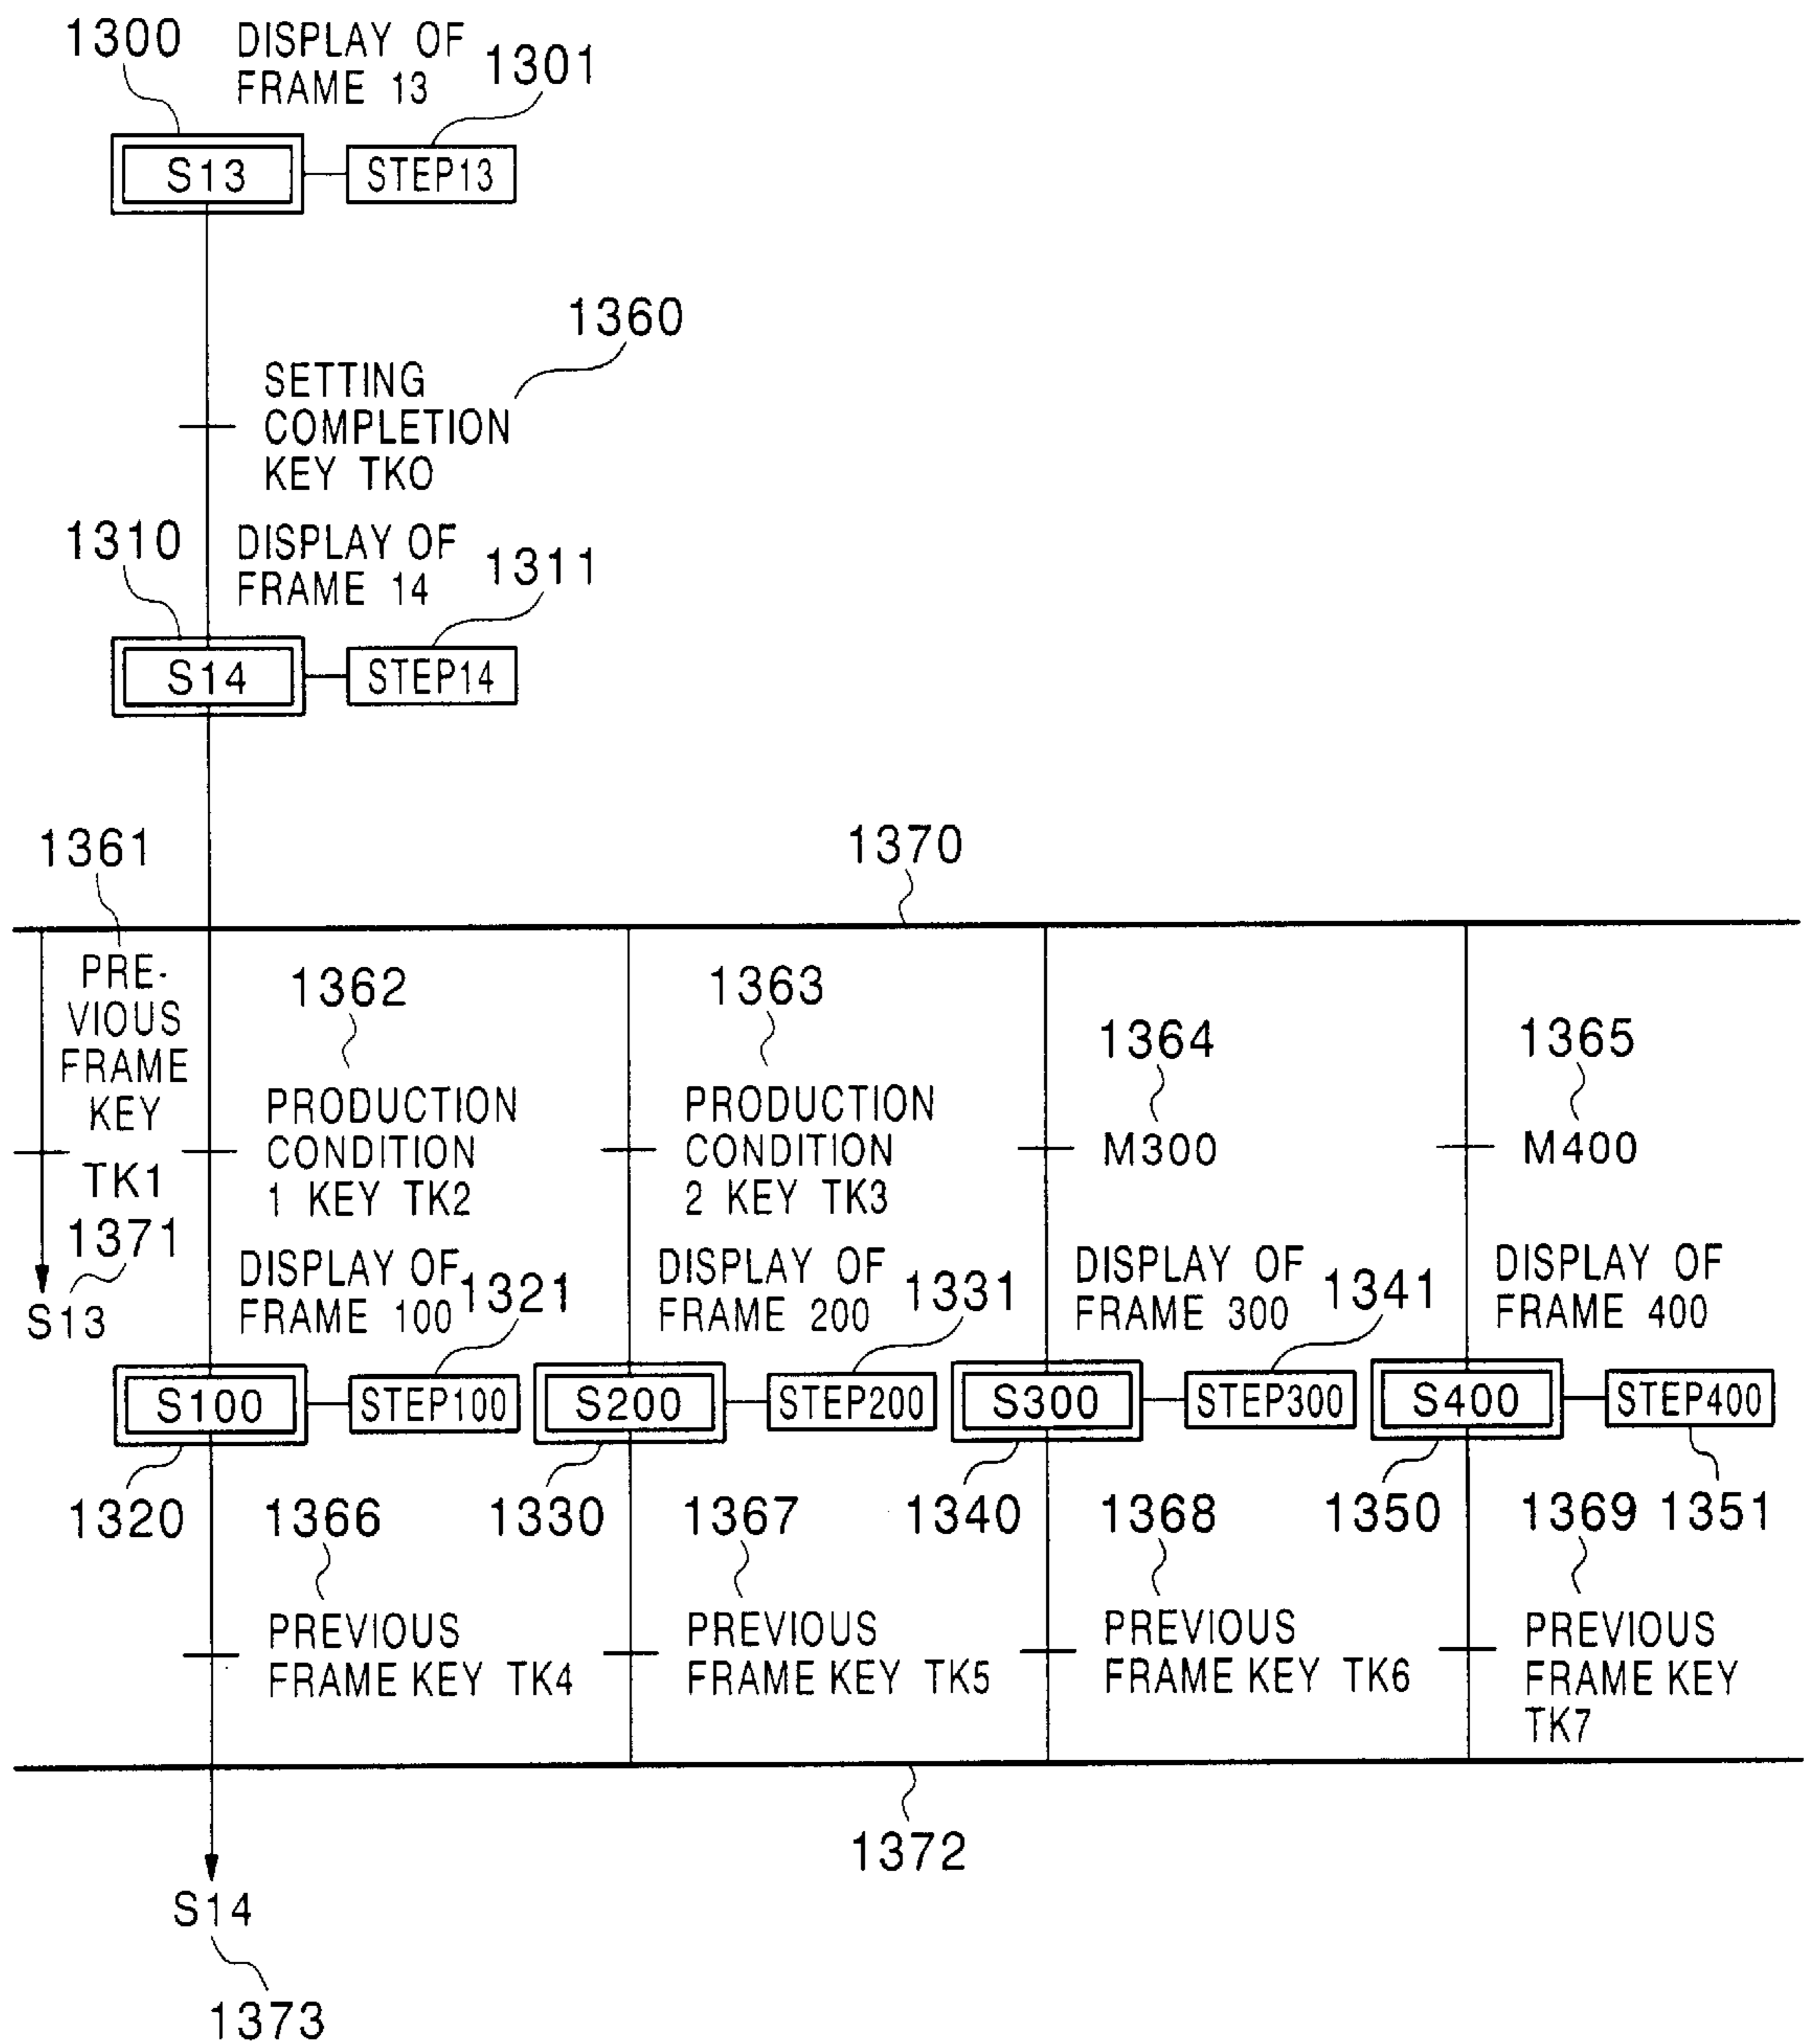 1300
DISPLAY OF
FRAME 13
1301
S13
STEP13
1360
SETTING
COMPLETION
KEY TK0
1310
DISPLAY OF
FRAME 14
1311
S14
STEP14
1361
1370
PRE-
VIOUS
FRAME
KEY
TK1
1371
S13
1362
PRODUCTION
CONDITION
1 KEY TK2
1363
PRODUCTION
CONDITION
2 KEY TK3
1364
M300
1365
M400
DISPLAY OF
FRAME 100
1321
DISPLAY OF
FRAME 200
1331
DISPLAY OF
FRAME 300
1341
DISPLAY OF
FRAME 400
S100
STEP100
S200
STEP200
S300
STEP300
S400
STEP400
1320
1366
1330
1367
1340
1368
1350
1369
1351
PREVIOUS
FRAME KEY TK4
PREVIOUS
FRAME KEY TK5
PREVIOUS
FRAME KEY TK6
PREVIOUS
FRAME KEY
TK7
1372
S14
1373